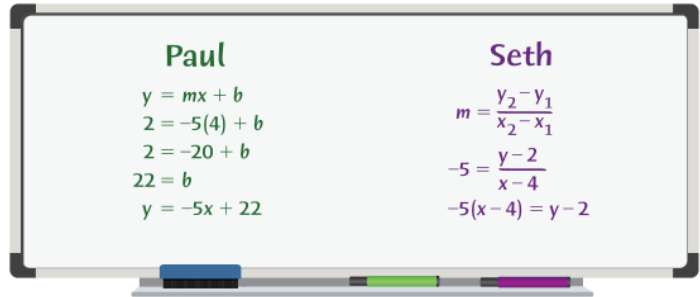 Paul
y = mx + b
2 = -5(4) + b
2 = -20 + b
22 = b
y = -5x + 22
Seth
m = (y₂ - y₁)/(x₂ - x₁)
-5 = (y - 2)/(x - 4)
-5(x - 4) = y - 2